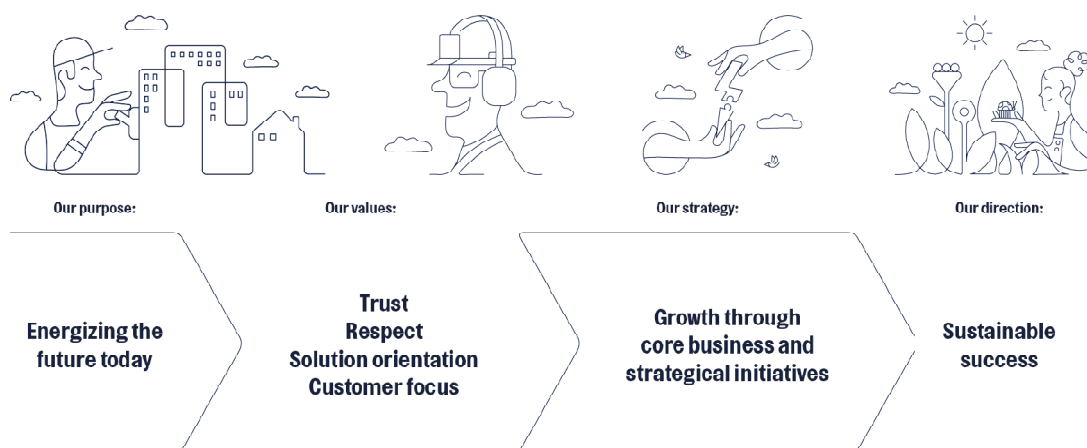 Our purpose:
Our values:
Our strategy:
Our direction:
Energizing the
future today
Trust
Respect
Solution orientation
Customer focus
Growth through
core business and
strategical initiatives
Sustainable
success